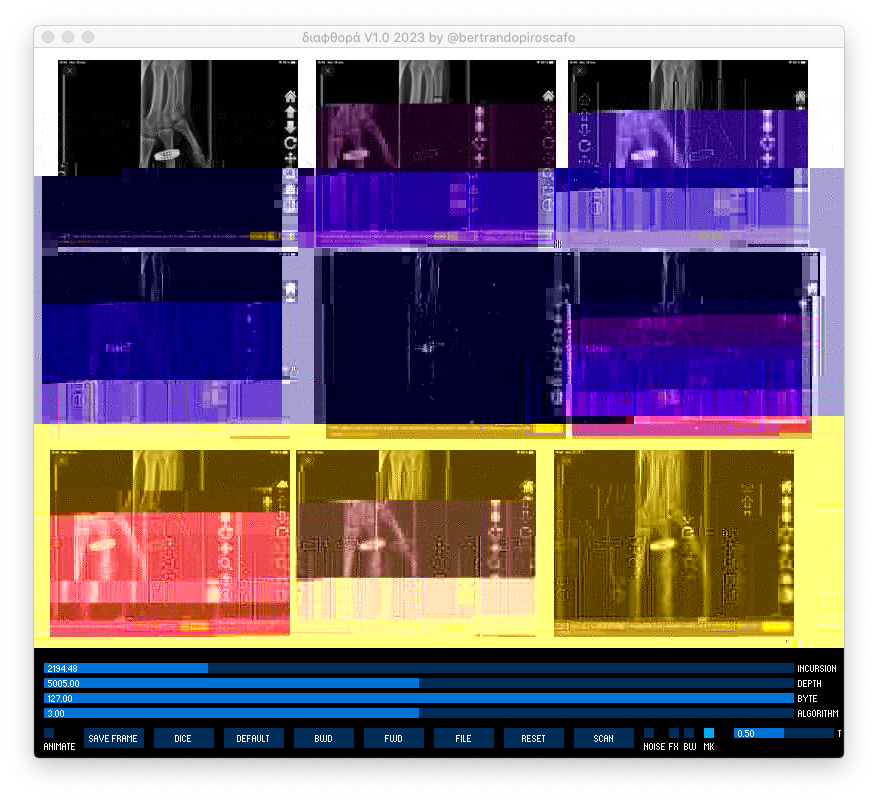 διαφθορά V1.0 2023 by @bertrandopiroscafo
2194.48 INCURSION
5005.00 DEPTH
127.00 BYTE
3.00 ALGORITHM
ANIMATE SAVE FRAME DICE DEFAULT BWD FWD FILE RESET SCAN NOISE FX BW MK 0.50 T